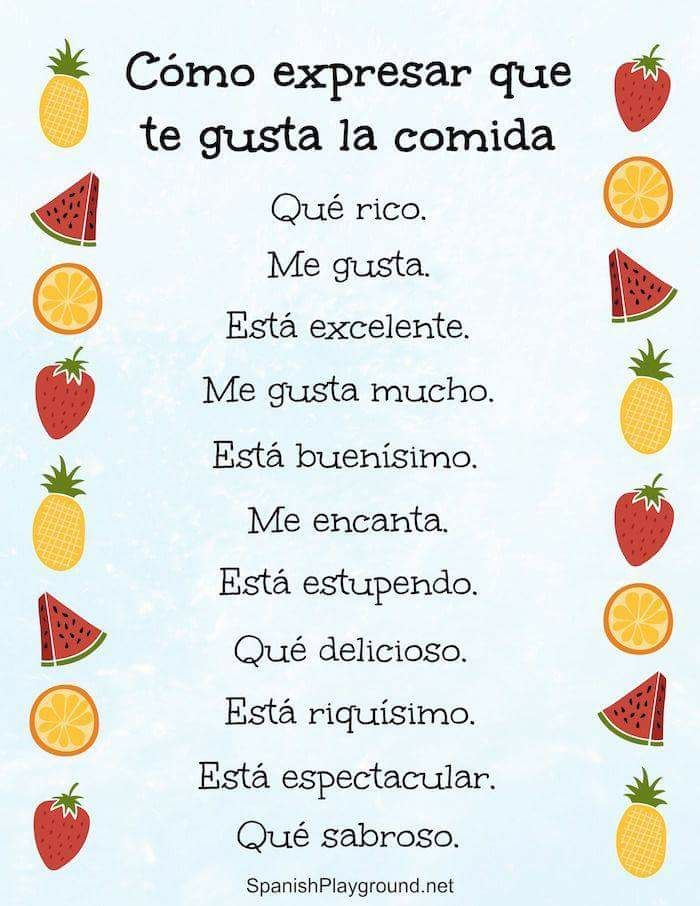 Cómo expresar que
te gusta la comida
Qué rico.
Me gusta.
Está excelente.
Me gusta mucho.
Está buenísimo.
Me encanta.
Está estupendo.
Qué delicioso.
Está riquísimo.
Está espectacular.
Qué sabroso.
SpanishPlayground.net